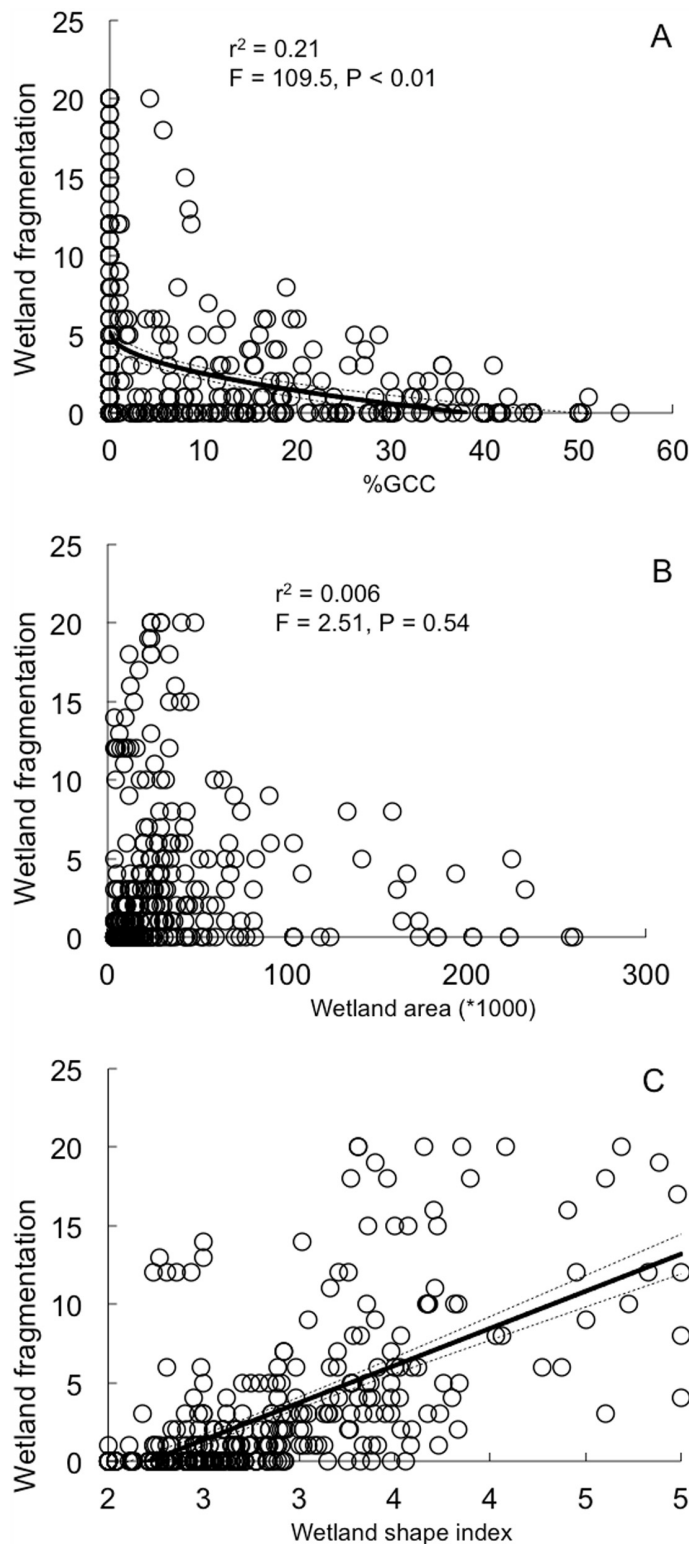 A
r² = 0.21
F = 109.5, P < 0.01
Wetland fragmentation
25
20
15
10
5
0
0 10 20 30 40 50 60
%GCC
B
r² = 0.006
F = 2.51, P = 0.54
Wetland fragmentation
25
20
15
10
5
0
0 100 200 300
Wetland area (*1000)
C
Wetland fragmentation
25
20
15
10
5
0
2 3 3 4 4 5 5
Wetland shape index